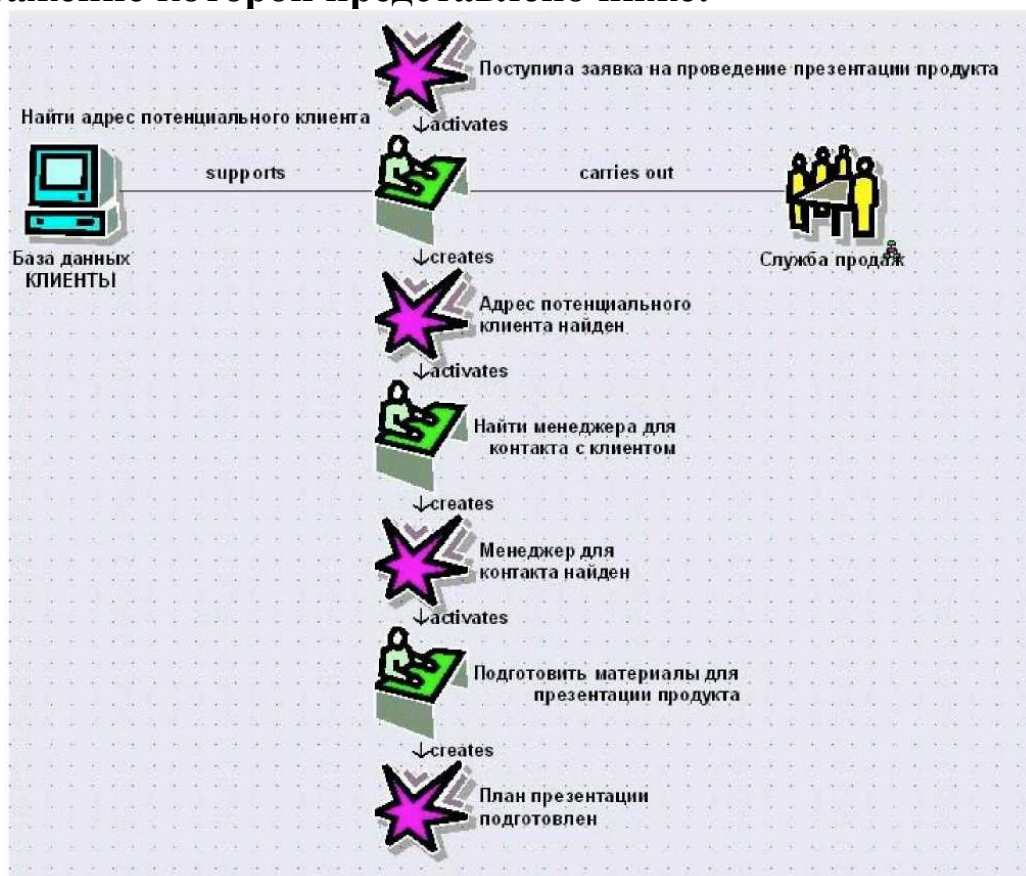 Поступила заявка на проведение презентации продукта
activates
Найти адрес потенциального клиента
supports
carries out
База данных
КЛИЕНТЫ
Служба продаж
creates
Адрес потенциального
клиента найден
activates
Найти менеджера для
контакта с клиентом
creates
Менеджер для
контакта найден
activates
Подготовить материалы для
презентации продукта
creates
План презентации
подготовлен